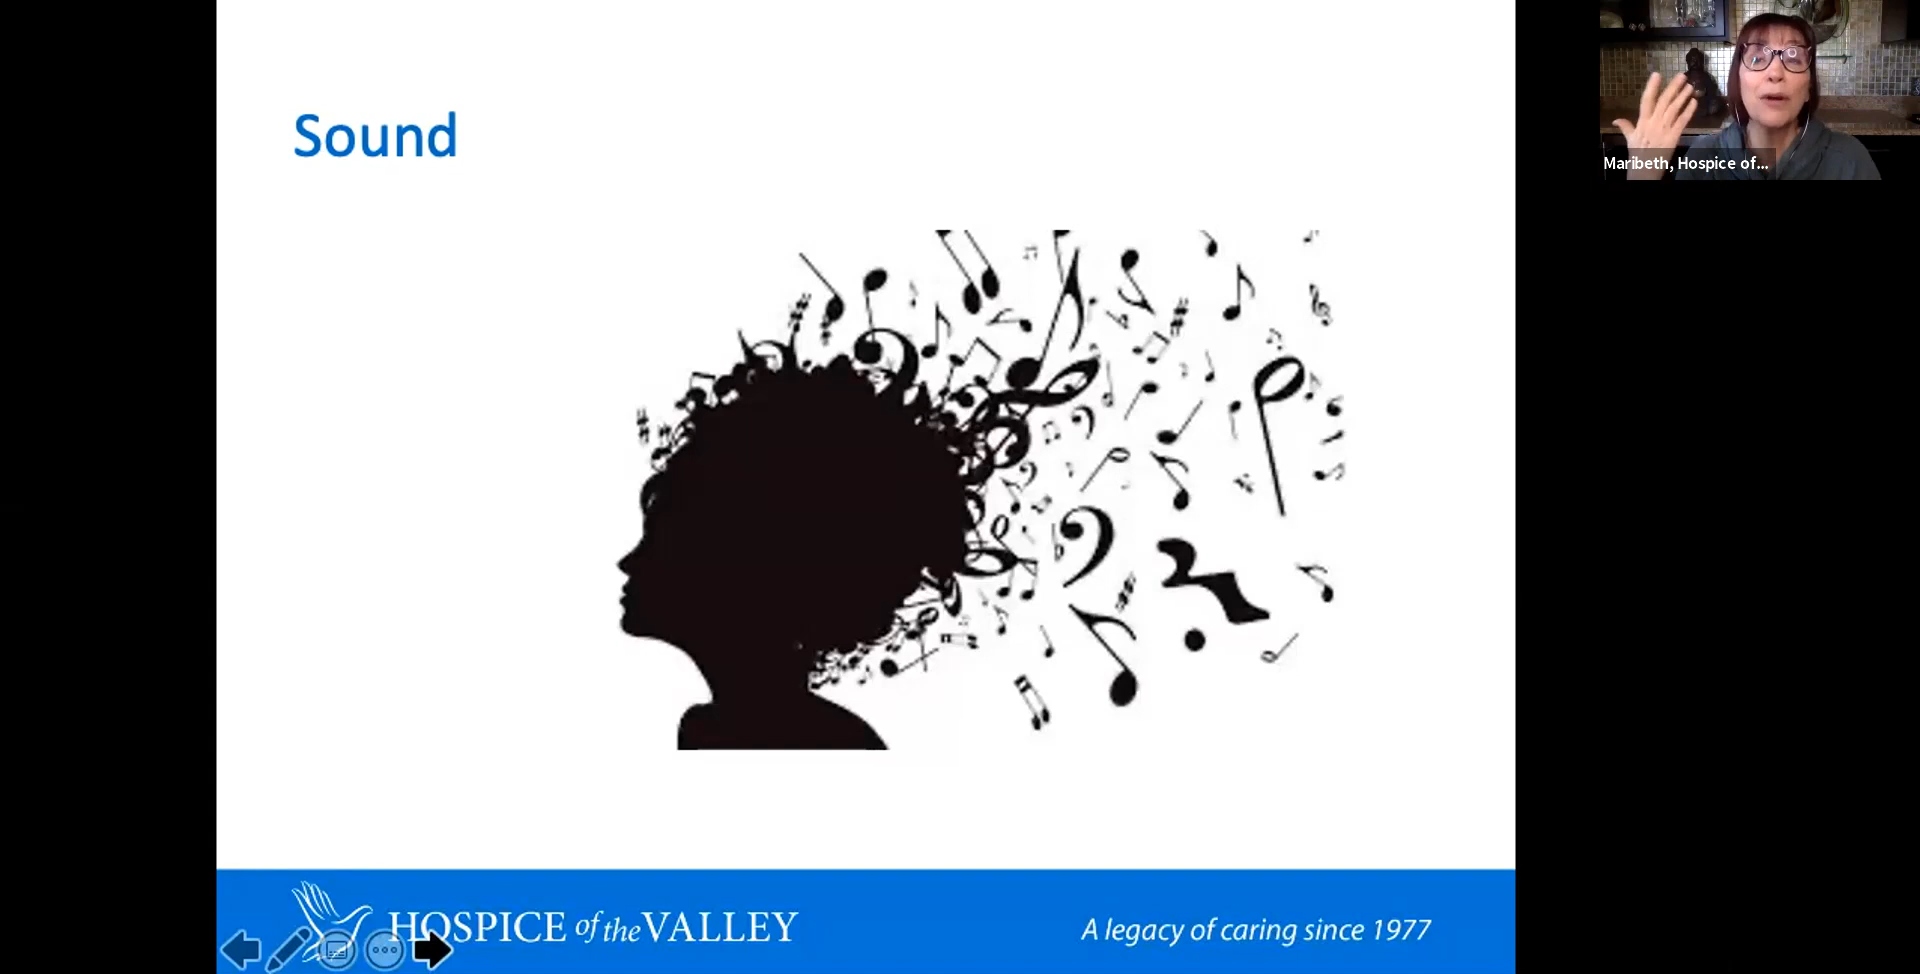 Sound
Maribeth, Hospice of...
HOSPICE of the VALLEY
A legacy of caring since 1977